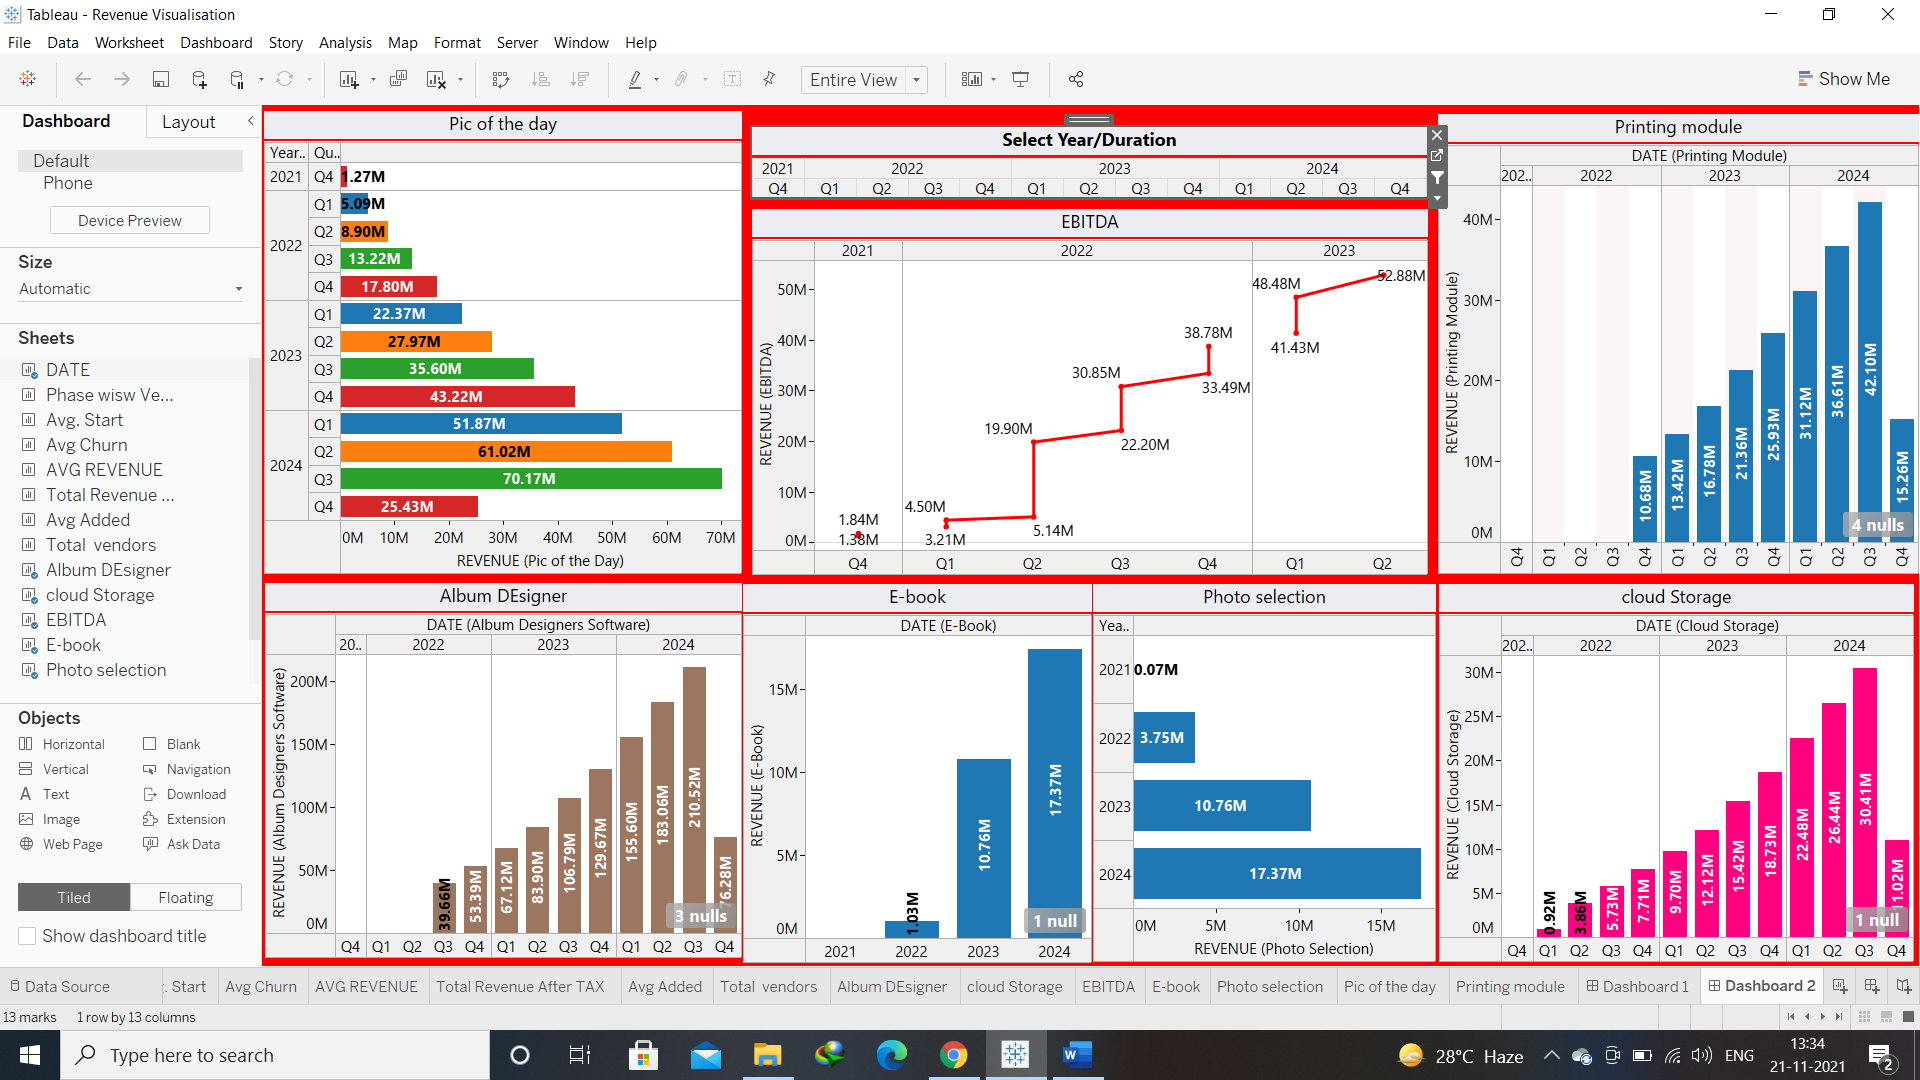 Tableau - Revenue Visualisation
File Data Worksheet Dashboard Story Analysis Map Format Server Window Help
Entire View
Show Me
Dashboard
Layout
Default
Phone
Device Preview
Size
Automatic
Sheets
DATE
Phase wisw Ve...
Avg. Start
Avg Churn
AVG REVENUE
Total Revenue ...
Avg Added
Total vendors
Album DEsigner
cloud Storage
EBITDA
E-book
Photo selection
Objects
Horizontal Blank
Vertical Navigation
Text Download
Image Extension
Web Page Ask Data
Tiled Floating
Show dashboard title
Pic of the day
Year.. Qu..
2021 Q4 1.27M
2022
Q1 5.09M
Q2 8.90M
Q3 13.22M
Q4 17.80M
2023
Q1 22.37M
Q2 27.97M
Q3 35.60M
Q4 43.22M
2024
Q1 51.87M
Q2 61.02M
Q3 70.17M
Q4 25.43M
0M 10M 20M 30M 40M 50M 60M 70M
REVENUE (Pic of the Day)
Select Year/Duration
2021 2022 2023 2024
Q4 Q1 Q2 Q3 Q4 Q1 Q2 Q3 Q4 Q1 Q2 Q3 Q4
EBITDA
2021 2022 2023
REVENUE (EBITDA)
50M
40M
30M
20M
10M
0M
1.84M
1.38M
4.50M
3.21M
19.90M
5.14M
30.85M
22.20M
38.78M
33.49M
48.48M
41.43M
52.88M
Q4 Q1 Q2 Q3 Q4 Q1 Q2
Printing module
DATE (Printing Module)
202.. 2022 2023 2024
REVENUE (Printing Module)
40M
30M
20M
10M
0M
10.68M
13.42M
16.78M
21.36M
25.93M
31.12M
36.61M
42.10M
15.26M
4 nulls
Q4 Q1 Q2 Q3 Q4 Q1 Q2 Q3 Q4 Q1 Q2 Q3 Q4
Album DEsigner
DATE (Album Designers Software)
20.. 2022 2023 2024
REVENUE (Album Designers Software)
200M
150M
100M
50M
0M
39.66M
53.39M
67.12M
83.90M
106.79M
129.67M
155.60M
183.06M
210.52M
76.28M
3 nulls
Q4 Q1 Q2 Q3 Q4 Q1 Q2 Q3 Q4 Q1 Q2 Q3 Q4
E-book
DATE (E-Book)
REVENUE (E-Book)
15M
10M
5M
0M
1.03M
10.76M
17.37M
1 null
2021 2022 2023 2024
Photo selection
Yea..
2021 0.07M
2022 3.75M
2023 10.76M
2024 17.37M
0M 5M 10M 15M
REVENUE (Photo Selection)
cloud Storage
DATE (Cloud Storage)
202.. 2022 2023 2024
REVENUE (Cloud Storage)
30M
25M
20M
15M
10M
5M
0M
0.92M
3.86M
5.73M
7.71M
9.70M
12.12M
15.42M
18.73M
22.48M
26.44M
30.41M
11.02M
1 null
Q4 Q1 Q2 Q3 Q4 Q1 Q2 Q3 Q4 Q1 Q2 Q3 Q4
Data Source . Start Avg Churn AVG REVENUE Total Revenue After TAX Avg Added Total vendors Album DEsigner cloud Storage EBITDA E-book Photo selection Pic of the day Printing module Dashboard 1 Dashboard 2
13 marks 1 row by 13 columns
Type here to search
28°C Haze
ENG
13:34
21-11-2021
2